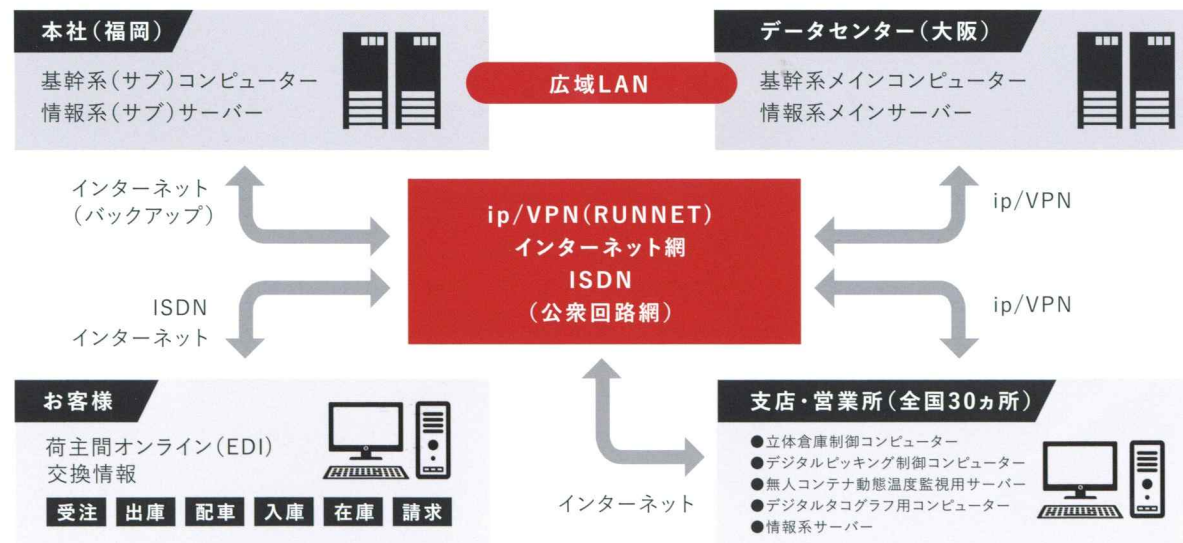 本社(福岡)
基幹系(サブ)コンピューター
情報系(サブ)サーバー
広域LAN
データセンター(大阪)
基幹系メインコンピューター
情報系メインサーバー
インターネット
(バックアップ)
ip/VPN(RUNNET)
インターネット網
ISDN
(公衆回路網)
ip/VPN
ISDN
インターネット
ip/VPN
お客様
荷主間オンライン(EDI)
交換情報
受注 出庫 配車 入庫 在庫 請求
インターネット
支店・営業所(全国30ヵ所)
●立体倉庫制御コンピューター
●デジタルピッキング制御コンピューター
●無人コンテナ動態温度監視用サーバー
●デジタルタコグラフ用コンピューター
●情報系サーバー